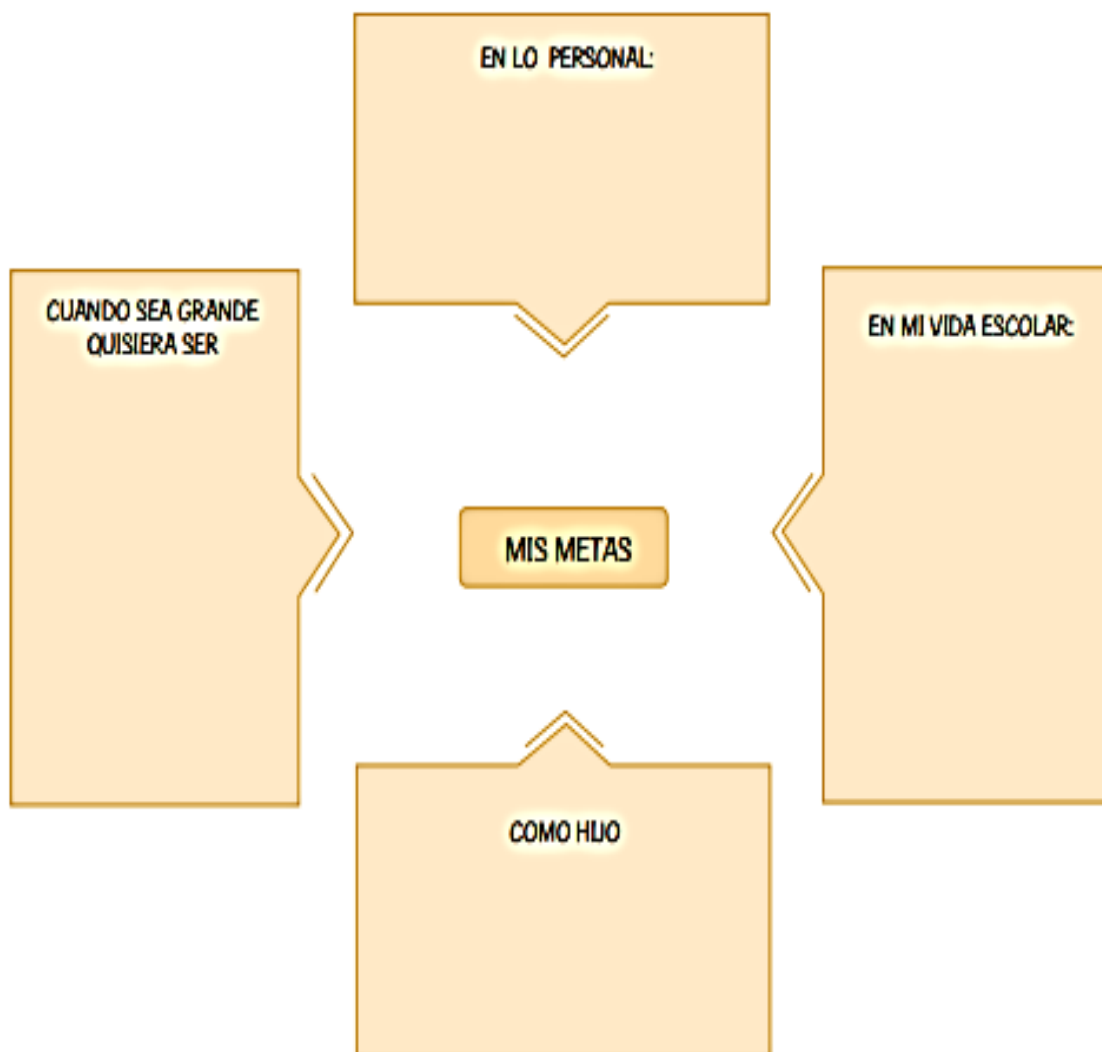 EN LO PERSONAL:
CUANDO SEA GRANDE
QUISIERA SER
EN MI VIDA ESCOLAR:
MIS METAS
COMO HIJO